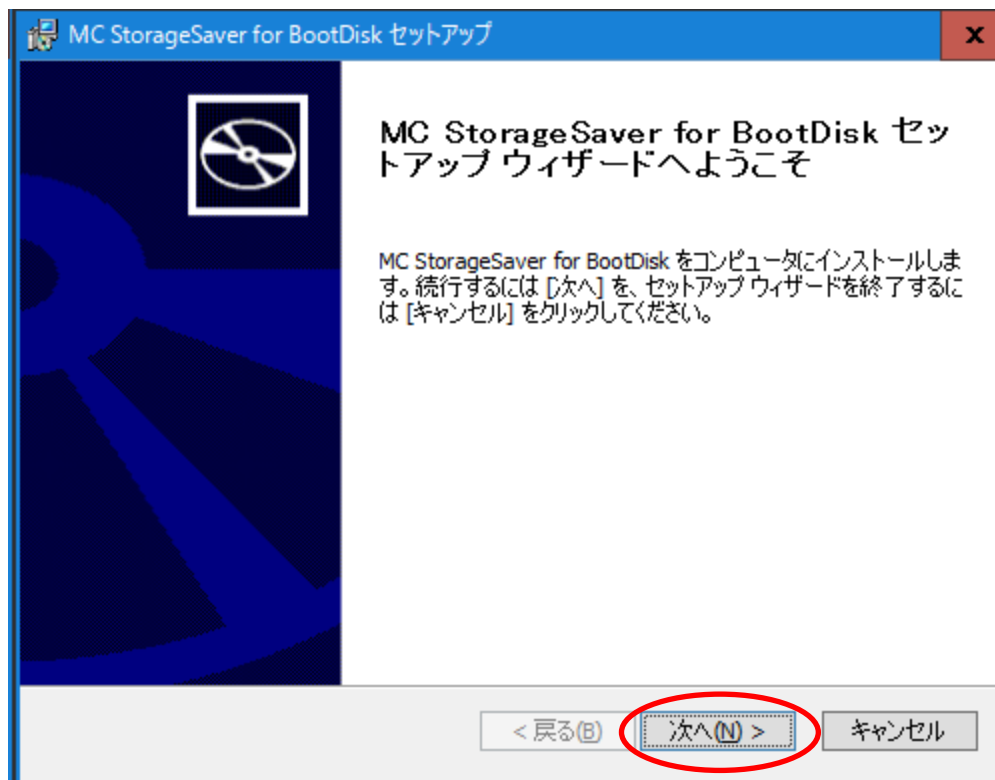 MC StorageSaver for BootDisk セットアップ
x
MC StorageSaver for BootDisk セッ
トアップ ウィザードへようこそ
MC StorageSaver for BootDisk をコンピュータにインストールしま
す。続行するには [次へ] を、セットアップ ウィザードを終了するに
は [キャンセル] をクリックしてください。
< 戻る(B) 次へ(N) > キャンセル